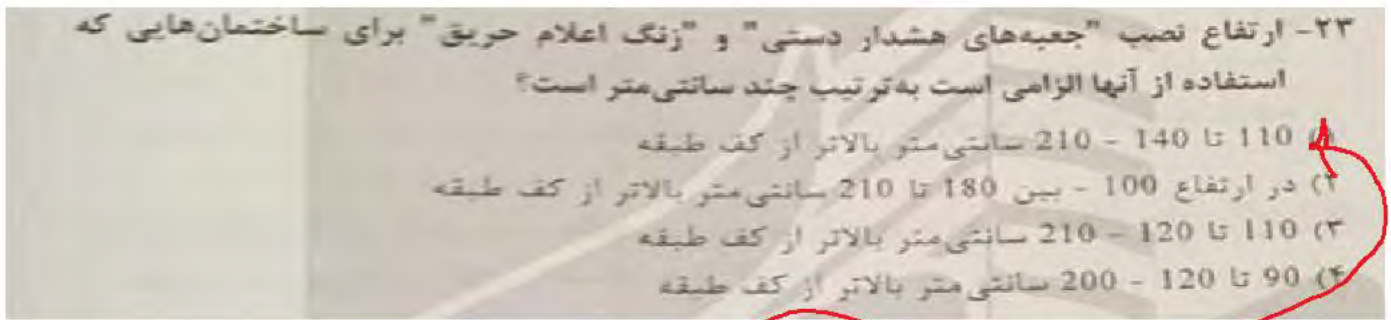 ۲۳- ارتفاع نصب "جعبه‌های هشدار دستی" و "زنگ اعلام حریق" برای ساختمان‌هایی که
استفاده از آنها الزامی است به‌ترتیب چند سانتی‌متر است؟
۱) 110 تا 140 - 210 سانتی‌متر بالاتر از کف طبقه
۲) در ارتفاع 100 - بین 180 تا 210 سانتی‌متر بالاتر از کف طبقه
۳) 110 تا 120 - 210 سانتی‌متر بالاتر از کف طبقه
۴) 90 تا 120 - 200 سانتی‌متر بالاتر از کف طبقه